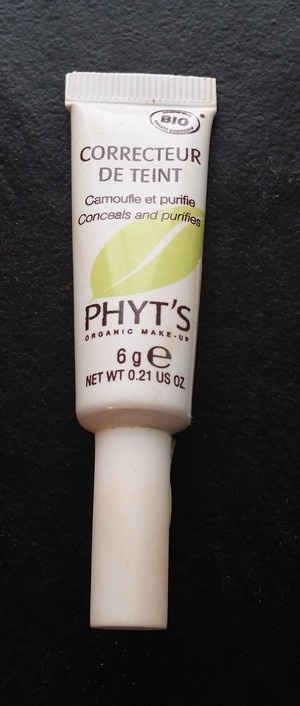 BIO
CORRECTEUR
DE TEINT
Camoufle et purifie
Conceals and purifies
PHYT'S
ORGANIC MAKE-UP
6 g e
NET WT 0.21 US OZ.